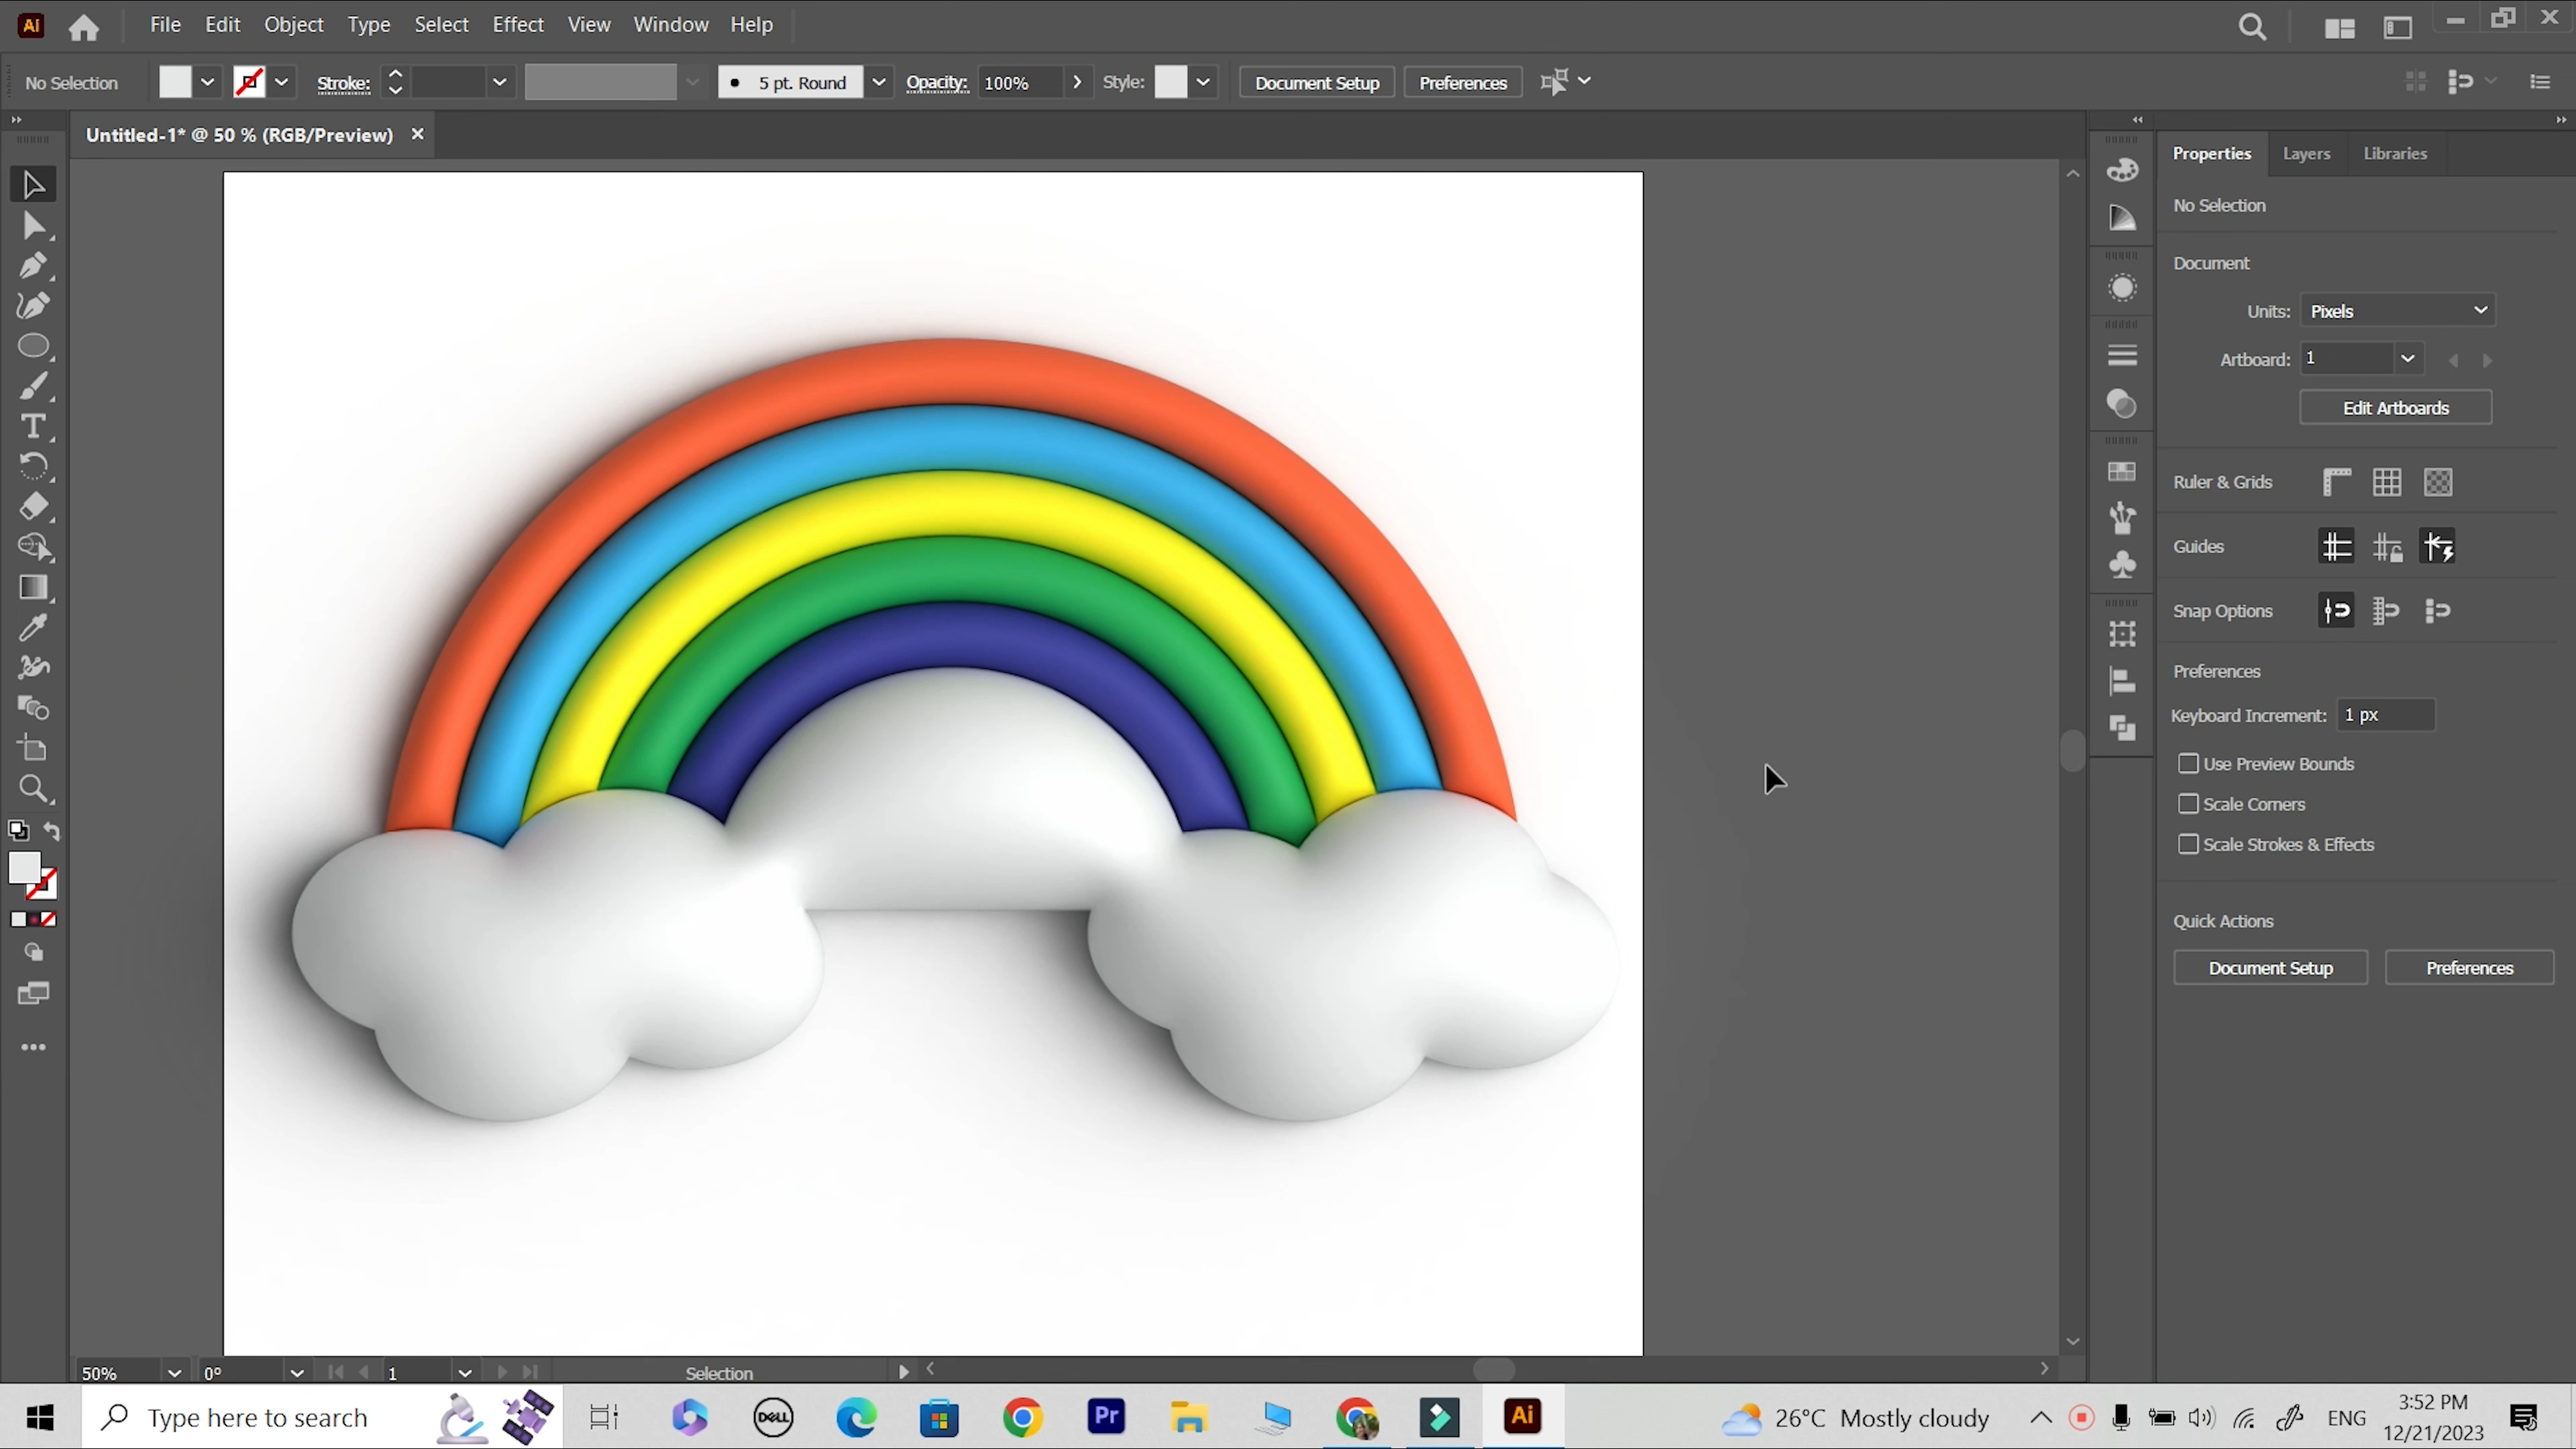 Ai File Edit Object Type Select Effect View Window Help
No Selection Stroke: 5 pt. Round Opacity: 100% Style: Document Setup Preferences
Untitled-1* @ 50 % (RGB/Preview) ×
Properties Layers Libraries
No Selection
Document
Units: Pixels
Artboard: 1
Edit Artboards
Ruler & Grids
Guides
Snap Options
Preferences
Keyboard Increment: 1 px
Use Preview Bounds
Scale Corners
Scale Strokes & Effects
Quick Actions
Document Setup Preferences
50% 0° 1 Selection
Type here to search DELL Pr Ai 26°C Mostly cloudy ENG 3:52 PM
12/21/2023